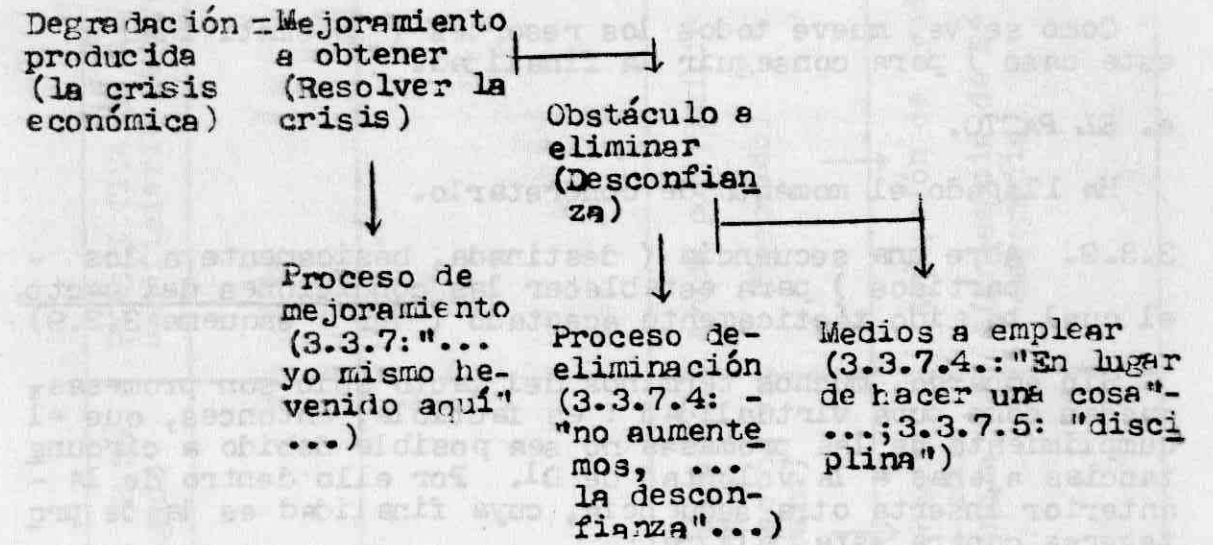 Degradación = Mejoramiento
producida a obtener
(la crisis (Resolver la
económica) crisis)
Obstáculo a
eliminar
(Desconfian
za)
Proceso de
mejoramiento
(3.3.7:"...
yo mismo he-
venido aquí"
...)
Proceso de-
eliminación
(3.3.7.4: -
"no aumente
mos, ...
la descon-
fianza"...)
Medios a emplear
(3.3.7.4.:"En lugar
de hacer una cosa"-
...;3.3.7.5: "disci
plina")